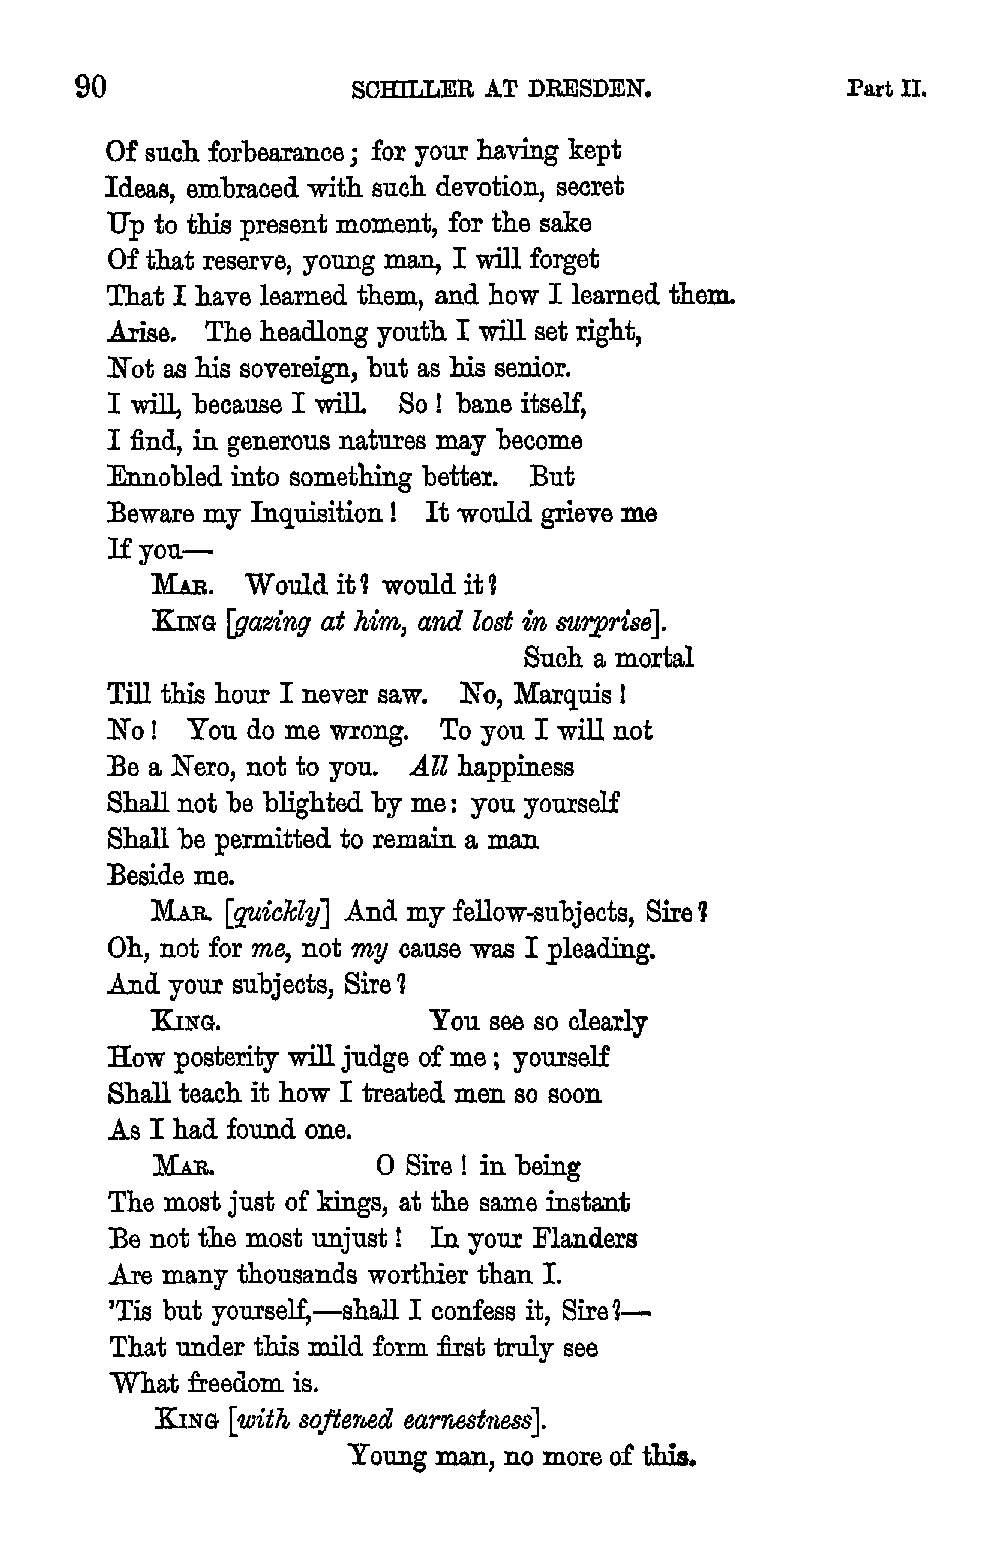 90 SCHILLER AT DRESDEN. Part II.
Of such forbearance; for your having kept
Ideas, embraced with such devotion, secret
Up to this present moment, for the sake
Of that reserve, young man, I will forget
That I have learned them, and how I learned them.
Arise. The headlong youth I will set right,
Not as his sovereign, but as his senior.
I will, because I will. So! bane itself,
I find, in generous natures may become
Ennobled into something better. But
Beware my Inquisition! It would grieve me
If you—
MAR. Would it? would it?
KING [gazing at him, and lost in surprise].
Such a mortal
Till this hour I never saw. No, Marquis!
No! You do me wrong. To you I will not
Be a Nero, not to you. All happiness
Shall not be blighted by me: you yourself
Shall be permitted to remain a man
Beside me.
MAR. [quickly] And my fellow-subjects, Sire?
Oh, not for me, not my cause was I pleading.
And your subjects, Sire?
KING. You see so clearly
How posterity will judge of me; yourself
Shall teach it how I treated men so soon
As I had found one.
MAR. O Sire! in being
The most just of kings, at the same instant
Be not the most unjust! In your Flanders
Are many thousands worthier than I.
'Tis but yourself,—shall I confess it, Sire?—
That under this mild form first truly see
What freedom is.
KING [with softened earnestness].
Young man, no more of this.